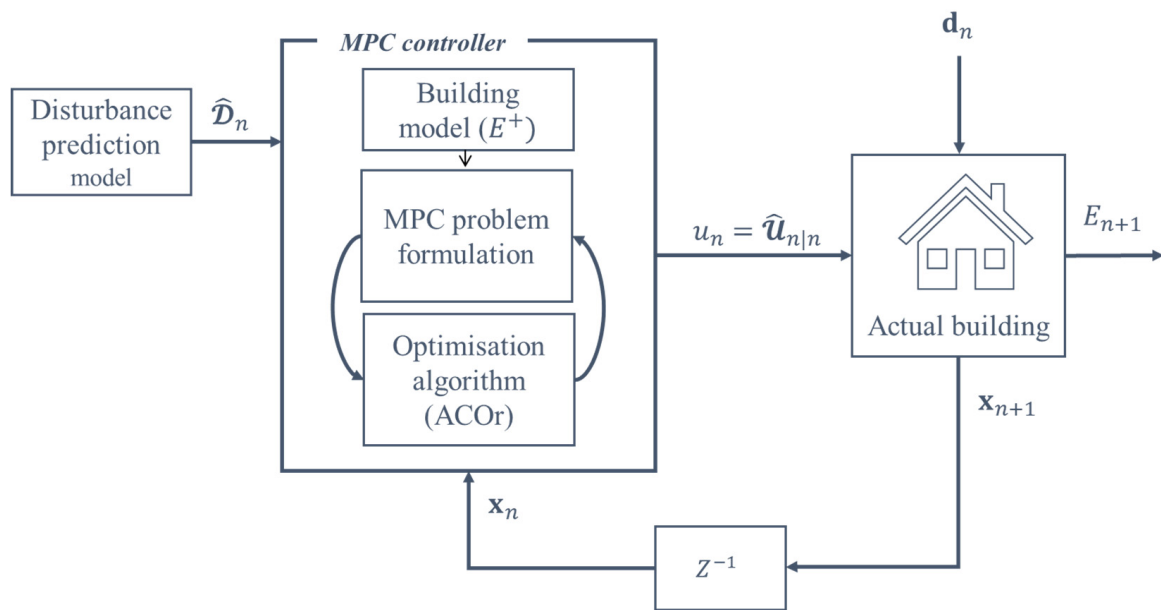 MPC controller
Disturbance
prediction
model
𝓓̂ₙ
Building
model (E⁺)
MPC problem
formulation
Optimisation
algorithm
(ACOr)
uₙ = 𝓤̂ₙ|ₙ
𝐝ₙ
Actual building
Eₙ₊₁
𝐱ₙ₊₁
Z⁻¹
𝐱ₙ